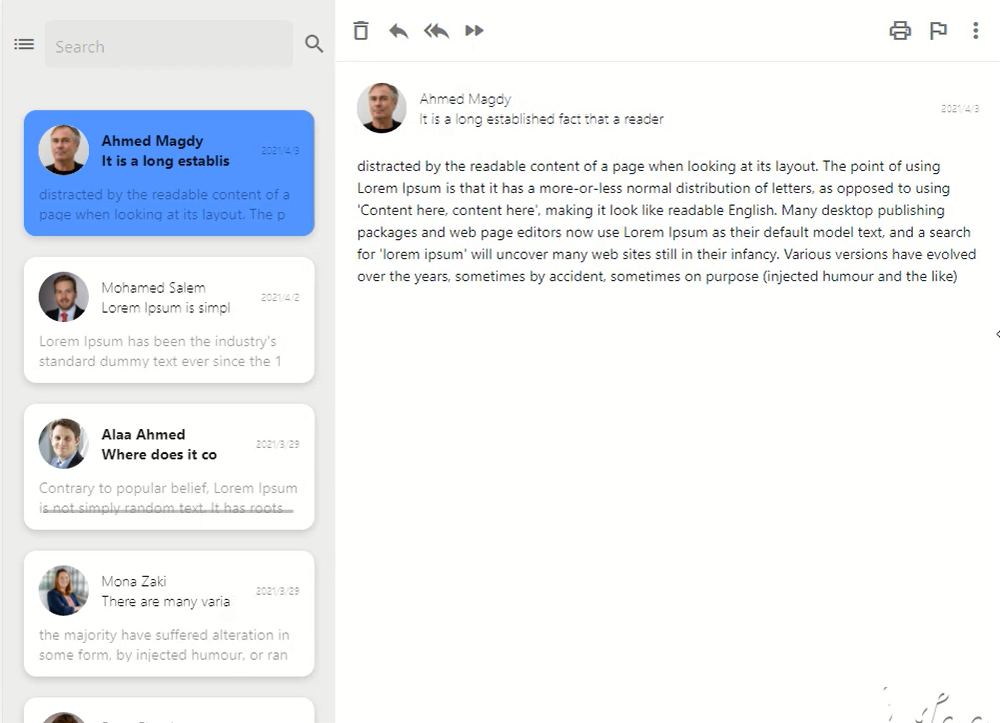 Search
Ahmed Magdy
It is a long establis
2021/4/3
distracted by the readable content of a
page when looking at its layout. The p
Mohamed Salem
Lorem Ipsum is simpl
2021/4/2
Lorem Ipsum has been the industry's
standard dummy text ever since the 1
Alaa Ahmed
Where does it co
2021/3/29
Contrary to popular belief, Lorem Ipsum
is not simply random text. It has roots
Mona Zaki
There are many varia
2021/3/29
the majority have suffered alteration in
some form, by injected humour, or ran
Ahmed Magdy
It is a long established fact that a reader
2021/4/3
distracted by the readable content of a page when looking at its layout. The point of using
Lorem Ipsum is that it has a more-or-less normal distribution of letters, as opposed to using
'Content here, content here', making it look like readable English. Many desktop publishing
packages and web page editors now use Lorem Ipsum as their default model text, and a search
for 'lorem ipsum' will uncover many web sites still in their infancy. Various versions have evolved
over the years, sometimes by accident, sometimes on purpose (injected humour and the like)